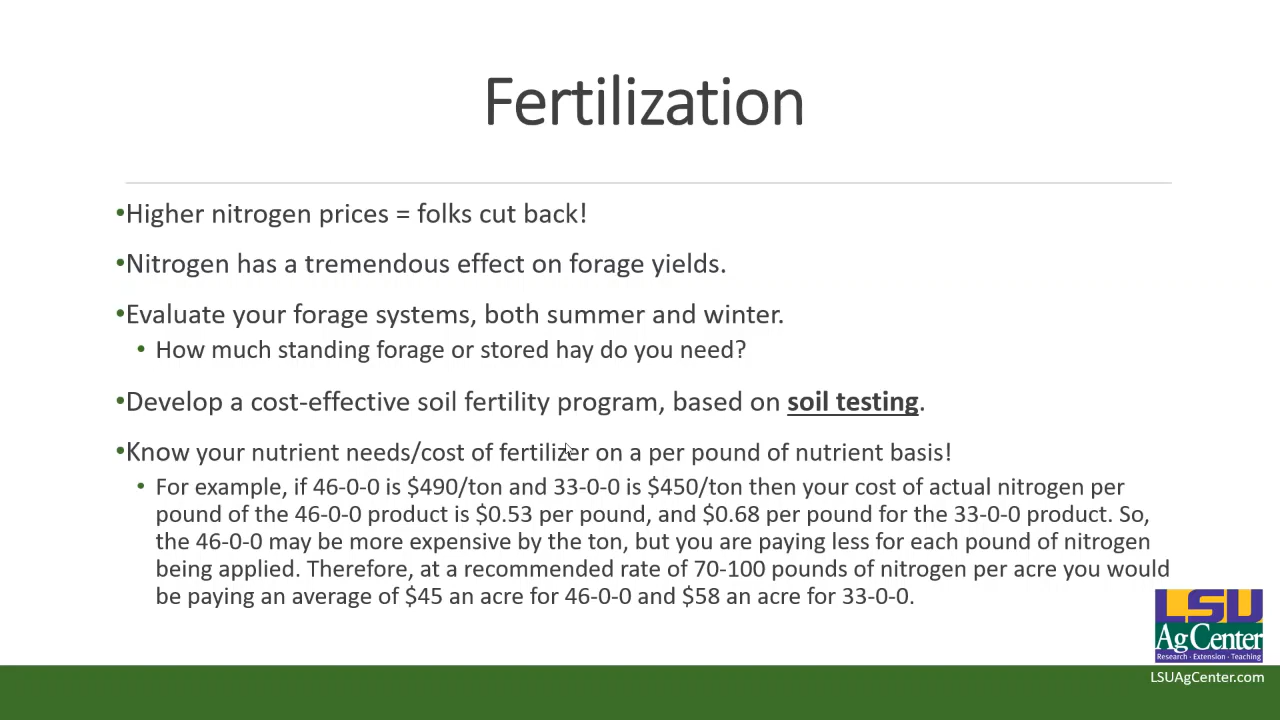 Fertilization
•Higher nitrogen prices = folks cut back!
•Nitrogen has a tremendous effect on forage yields.
•Evaluate your forage systems, both summer and winter.
• How much standing forage or stored hay do you need?
•Develop a cost-effective soil fertility program, based on soil testing.
•Know your nutrient needs/cost of fertilizer on a per pound of nutrient basis!
• For example, if 46-0-0 is $490/ton and 33-0-0 is $450/ton then your cost of actual nitrogen per
pound of the 46-0-0 product is $0.53 per pound, and $0.68 per pound for the 33-0-0 product. So,
the 46-0-0 may be more expensive by the ton, but you are paying less for each pound of nitrogen
being applied. Therefore, at a recommended rate of 70-100 pounds of nitrogen per acre you would
be paying an average of $45 an acre for 46-0-0 and $58 an acre for 33-0-0.
LSU
AgCenter
Research · Extension · Teaching
LSUAgCenter.com